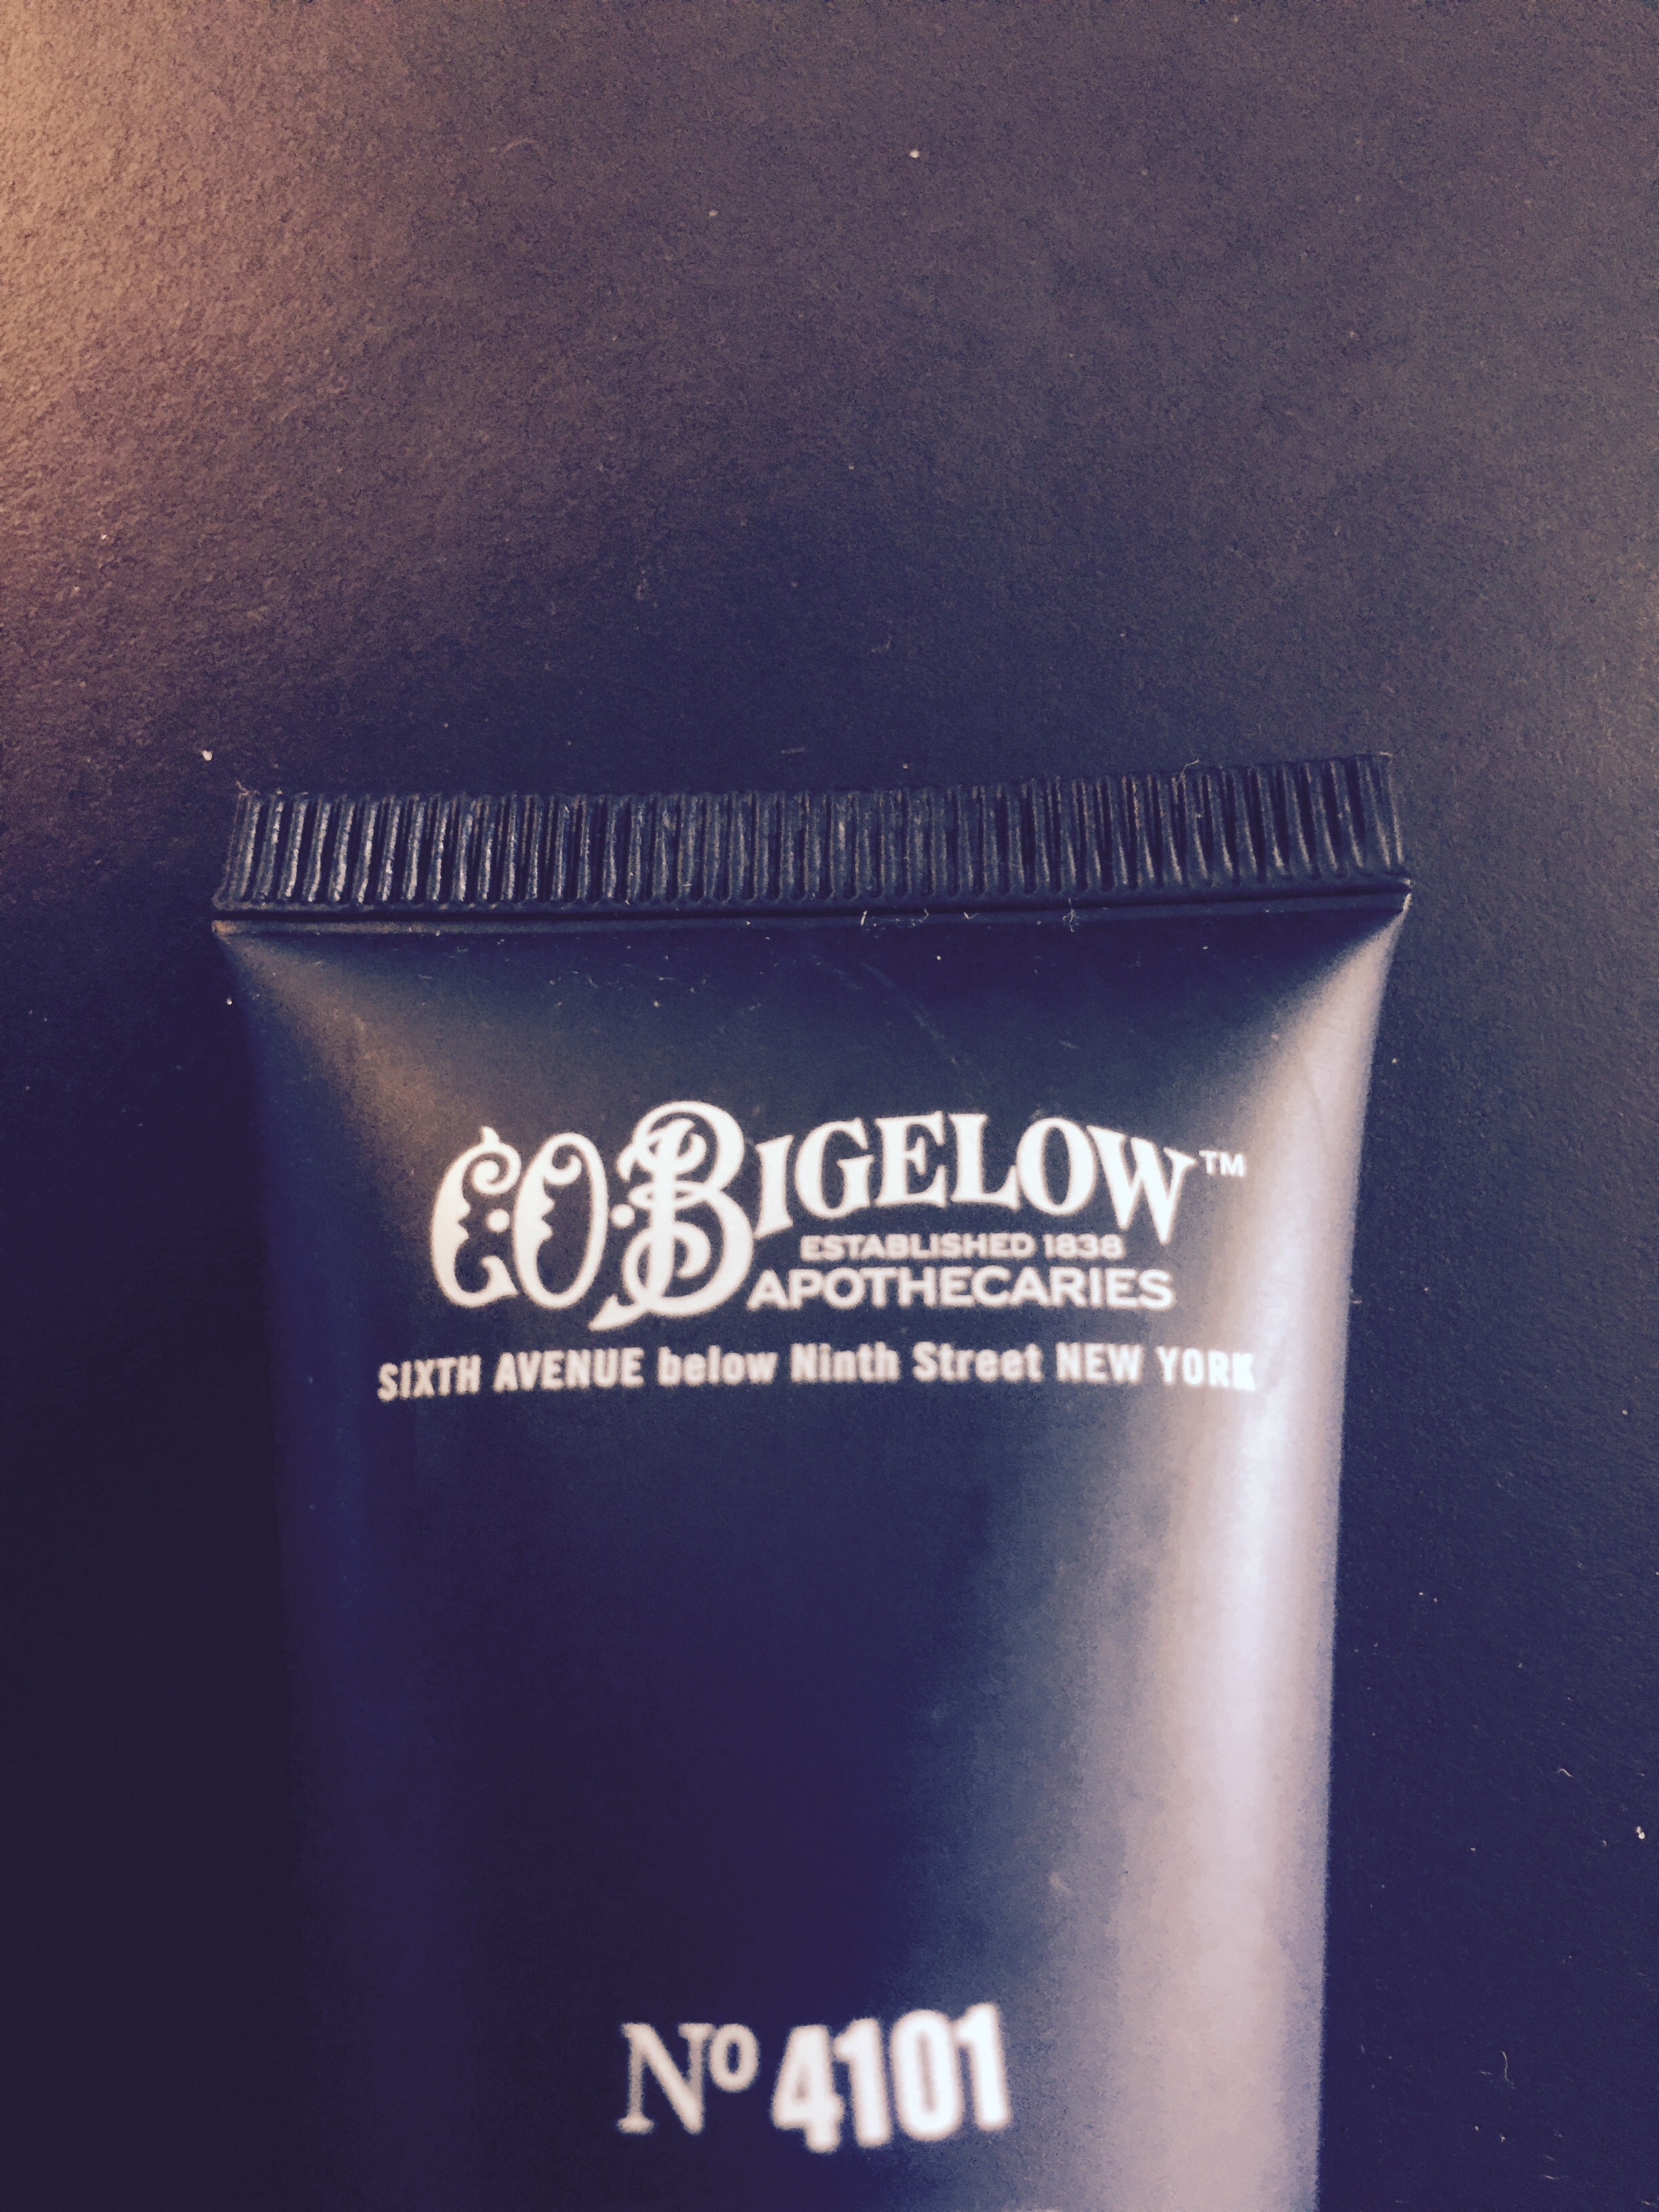 C·O·BIGELOW™
ESTABLISHED 1838
APOTHECARIES
SIXTH AVENUE below Ninth Street NEW YORK
Nº 4101